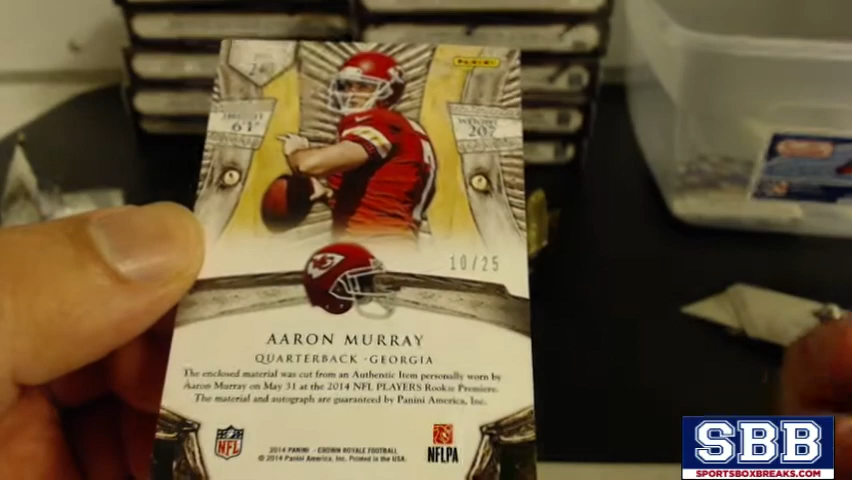 PANINI
WEIGHT
207
10/25
AARON MURRAY
QUARTERBACK · GEORGIA
The enclosed material was cut from an Authentic Item personally worn by
Aaron Murray on May 31 at the 2014 NFL PLAYERS Rookie Premiere.
The material and autograph are guaranteed by Panini America, Inc.
NFL
NFLPA
2014 PANINI - CROWN ROYALE FOOTBALL
© 2014 Panini America, Inc. Printed in the USA.
SBB
SPORTSBOXBREAKS.COM